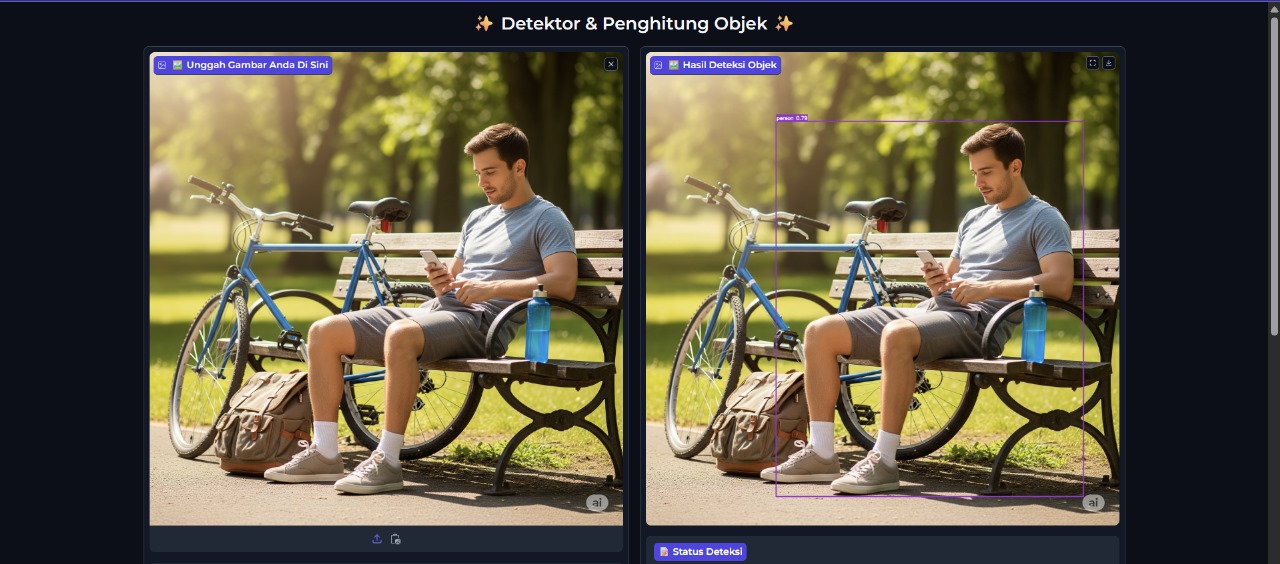 ✨ Detektor & Penghitung Objek ✨
Unggah Gambar Anda Di Sini
Hasil Deteksi Objek
person 0.79
ai
ai
Status Deteksi